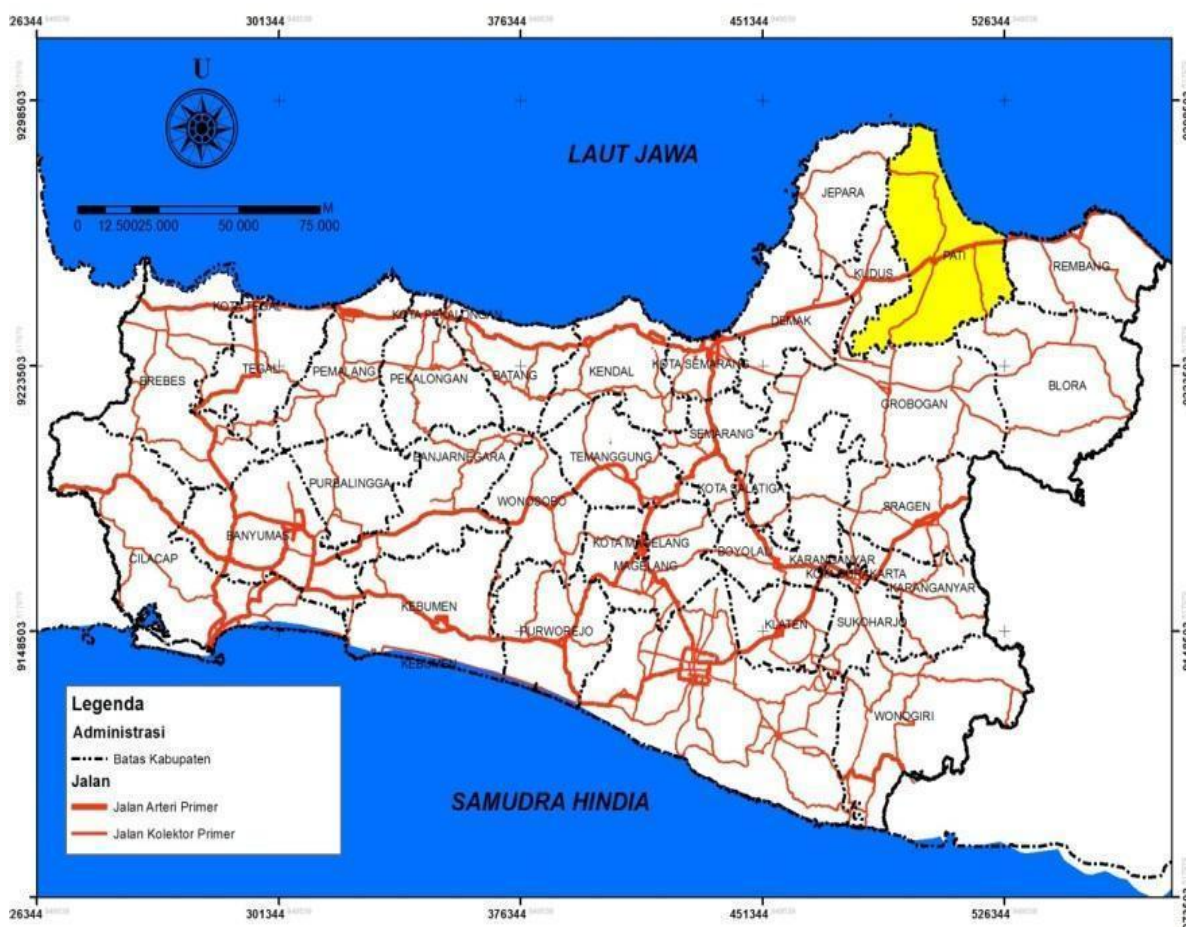 26344 301344 376344 451344 526344
U
9298503
9298503
LAUT JAWA
JEPARA
M
0 12.500 25.000 50.000 75.000
PATI
KUDUS
REMBANG
KOTA TEGAL
KOTA PEKALONGAN
DEMAK
KOTA SEMARANG
9223503
TEGAL
PEMALANG
PEKALONGAN
BATANG
KENDAL
BREBES
BLORA
GROBOGAN
SEMARANG
BANJARNEGARA
TEMANGGUNG
PURBALINGGA
KOTA SALATIGA
WONOSOBO
SRAGEN
BANYUMAS
KOTA MAGELANG
CILACAP
BOYOLALI
KARANGANYAR
MAGELANG
KARANGANYAR
KEBUMEN
9148503
PURWOREJO
KLATEN
SUKOHARJO
KEBUMEN
Legenda
Administrasi
Batas Kabupaten
Jalan
Jalan Arteri Primer
Jalan Kolektor Primer
WONOGIRI
SAMUDRA HINDIA
26344 301344 376344 451344 526344